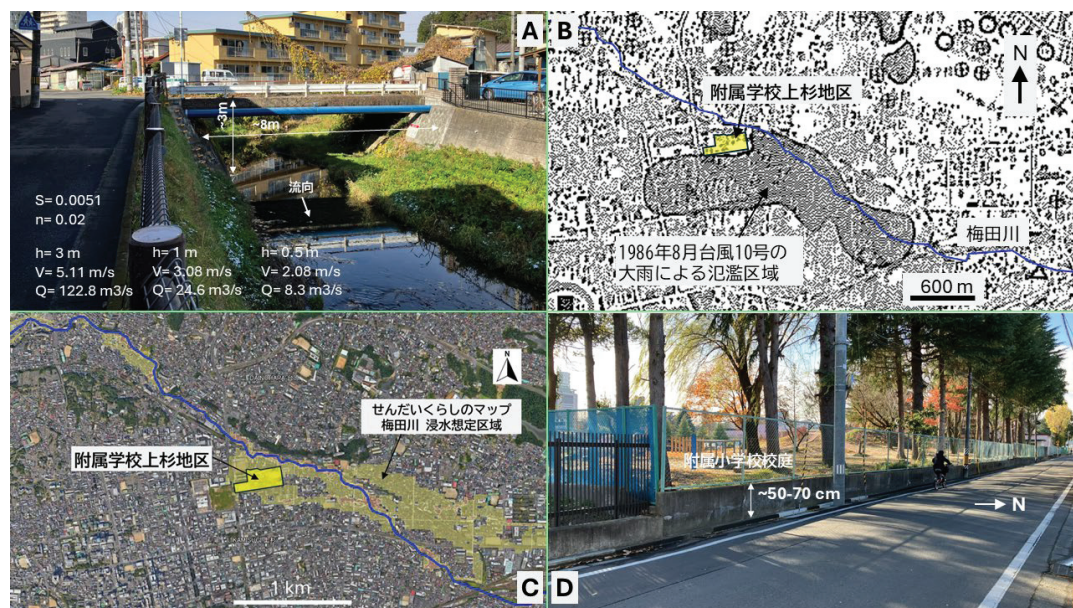 A
~3m
~8m
流向
S= 0.0051
n= 0.02
h= 3 m
V= 5.11 m/s
Q= 122.8 m3/s
h= 1 m
V= 3.08 m/s
Q= 24.6 m3/s
h= 0.5 m
V= 2.08 m/s
Q= 8.3 m3/s
B
N
附属学校上杉地区
1986年8月台風10号の
大雨による氾濫区域
梅田川
600 m
N
せんだいくらしのマップ
梅田川 浸水想定区域
附属学校上杉地区
1 km
C
附属小学校校庭
~50-70 cm
N
D